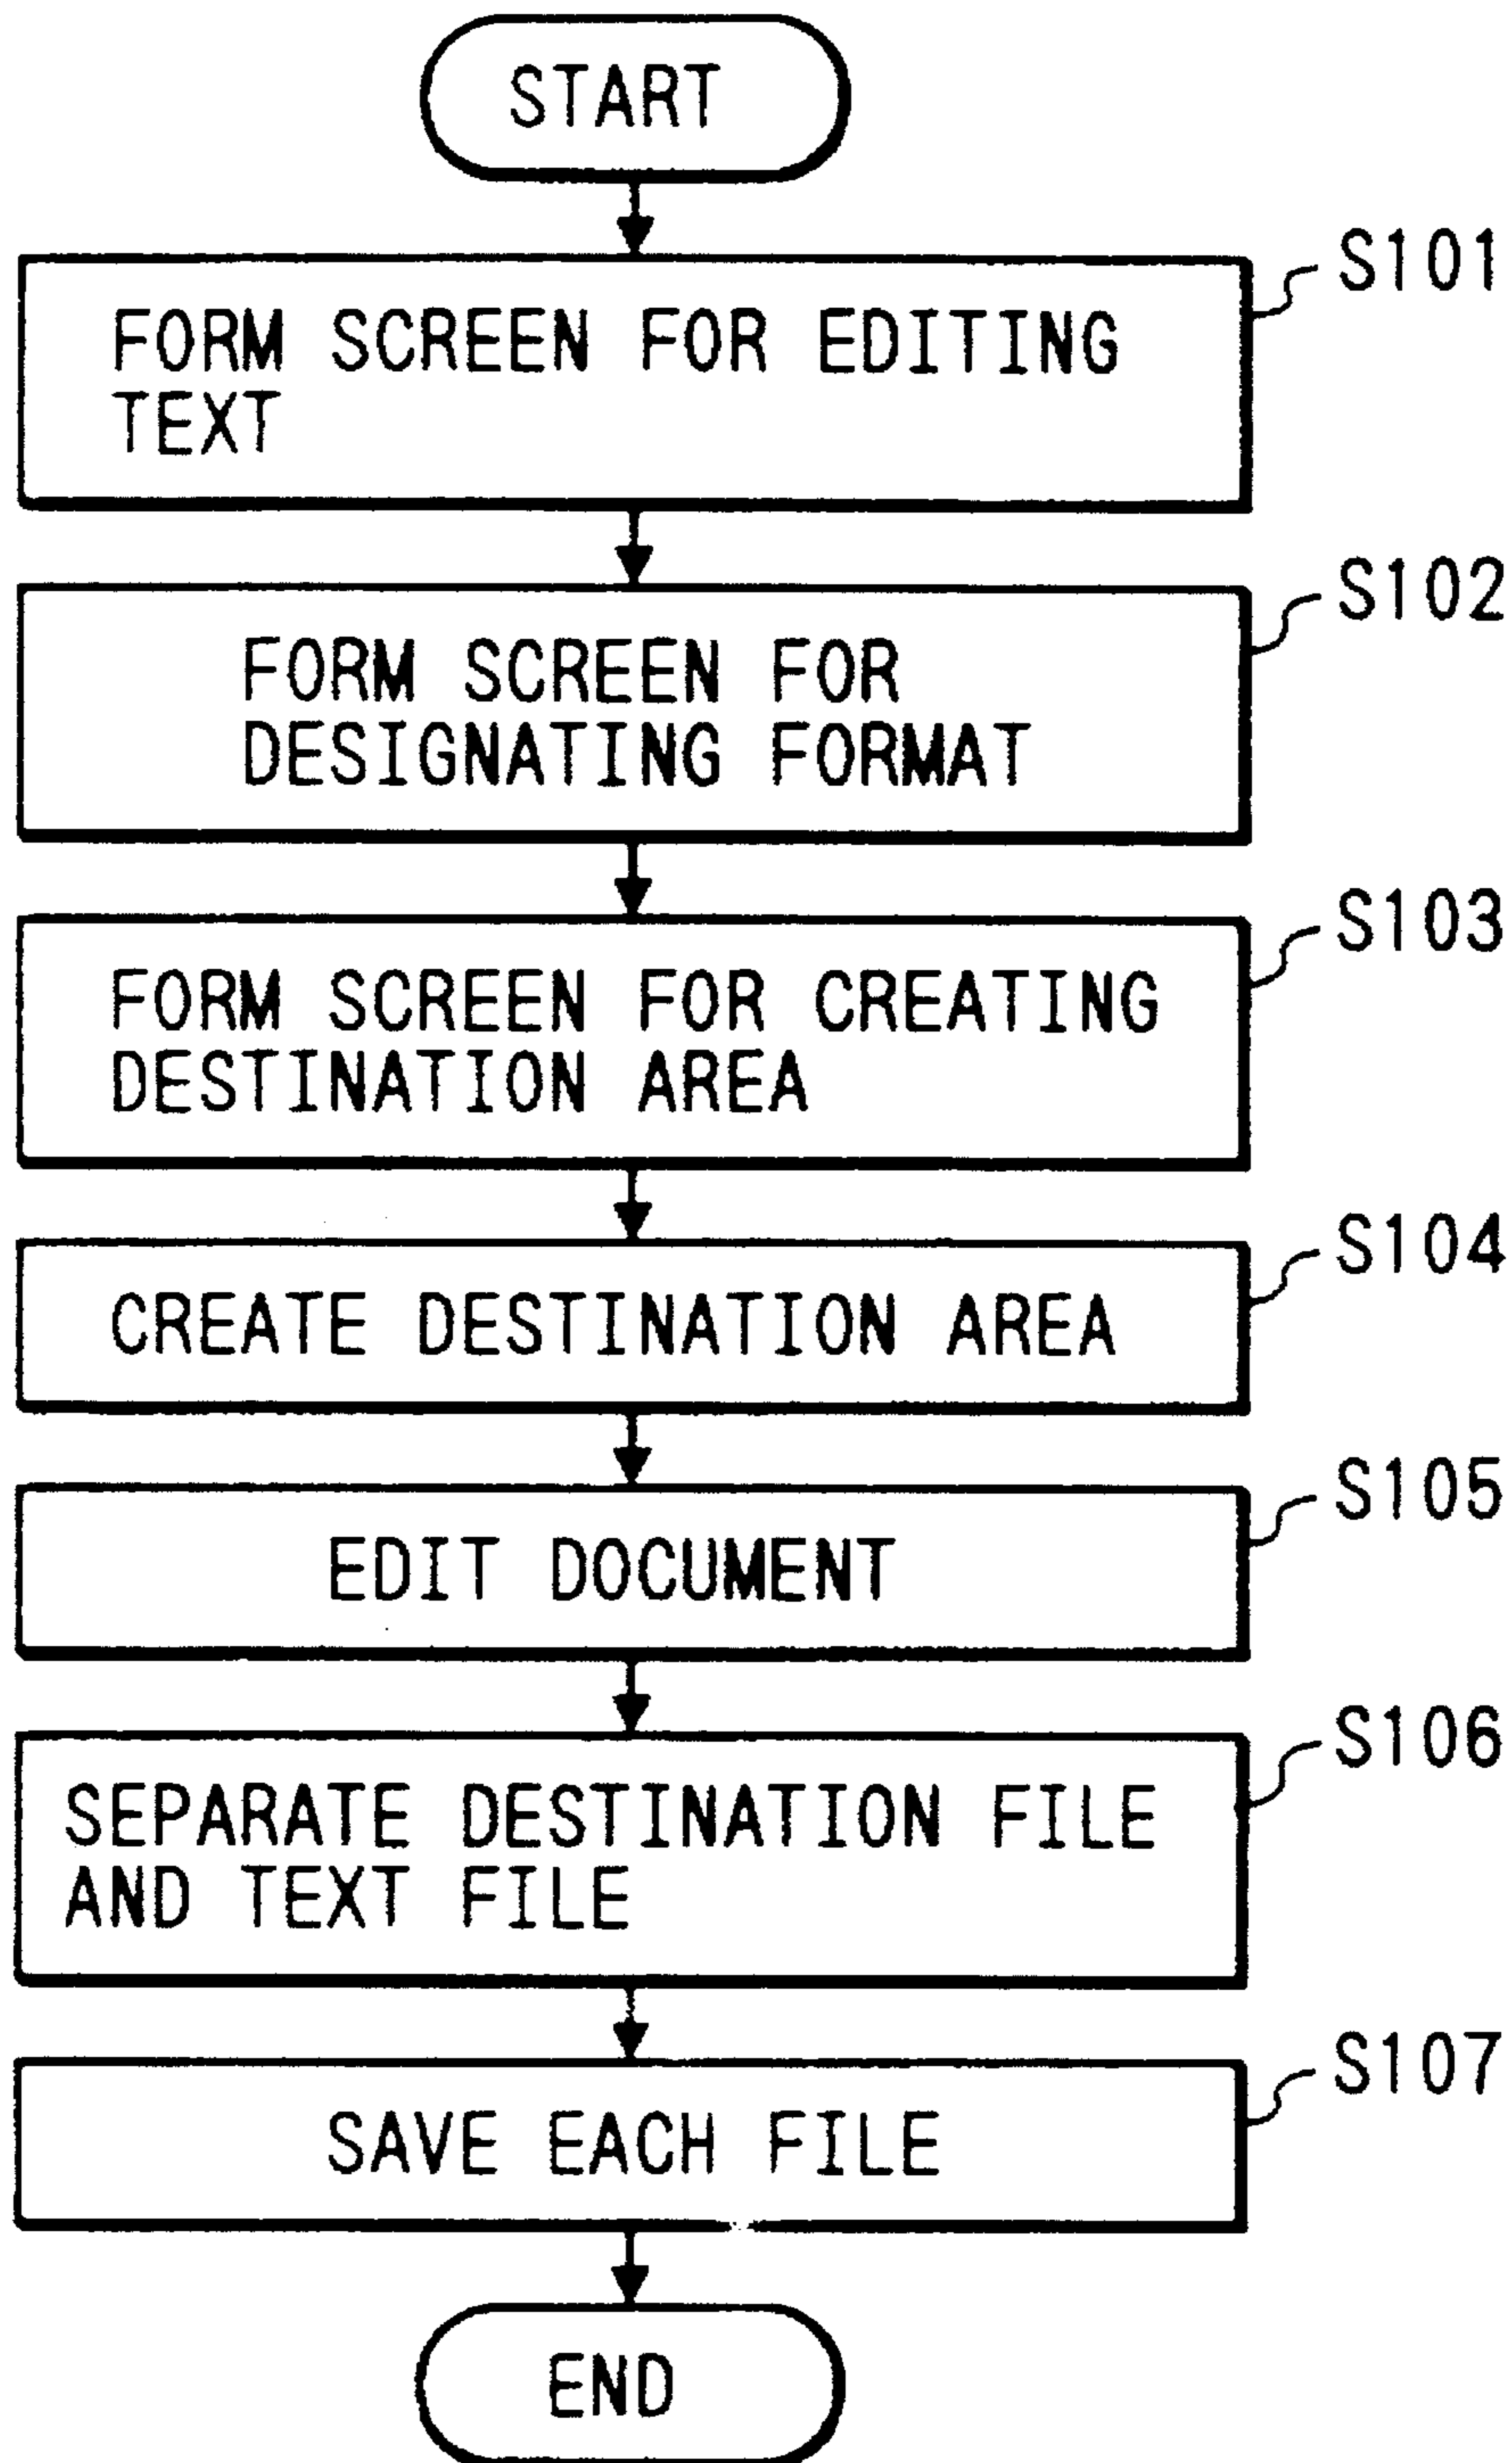 START
S101
FORM SCREEN FOR EDITING
TEXT
S102
FORM SCREEN FOR
DESIGNATING FORMAT
S103
FORM SCREEN FOR CREATING
DESTINATION AREA
S104
CREATE DESTINATION AREA
S105
EDIT DOCUMENT
S106
SEPARATE DESTINATION FILE
AND TEXT FILE
S107
SAVE EACH FILE
END